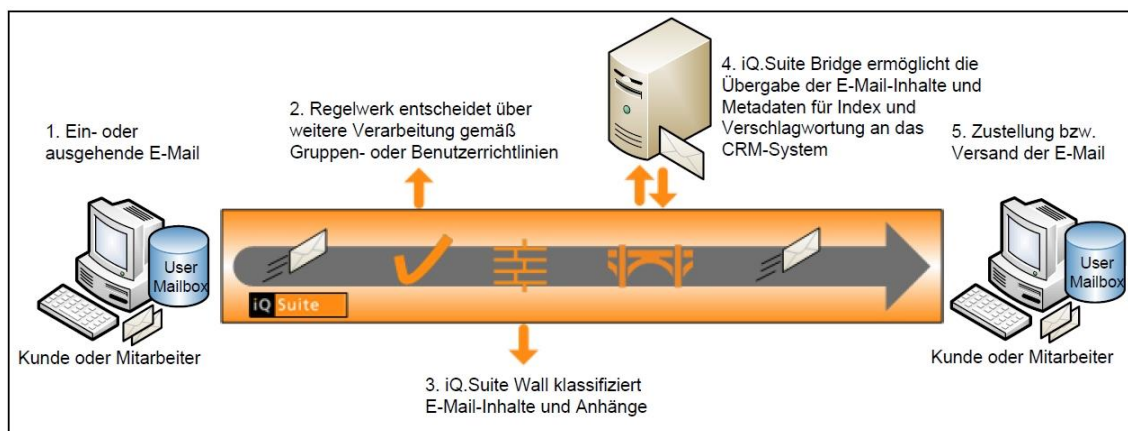 1. Ein- oder
ausgehende E-Mail
User
Mailbox
Kunde oder Mitarbeiter
2. Regelwerk entscheidet über
weitere Verarbeitung gemäß
Gruppen- oder Benutzerrichtlinien
iQ Suite
3. iQ.Suite Wall klassifiziert
E-Mail-Inhalte und Anhänge
4. iQ.Suite Bridge ermöglicht die
Übergabe der E-Mail-Inhalte und
Metadaten für Index und
Verschlagwortung an das
CRM-System
5. Zustellung bzw.
Versand der E-Mail
User
Mailbox
Kunde oder Mitarbeiter